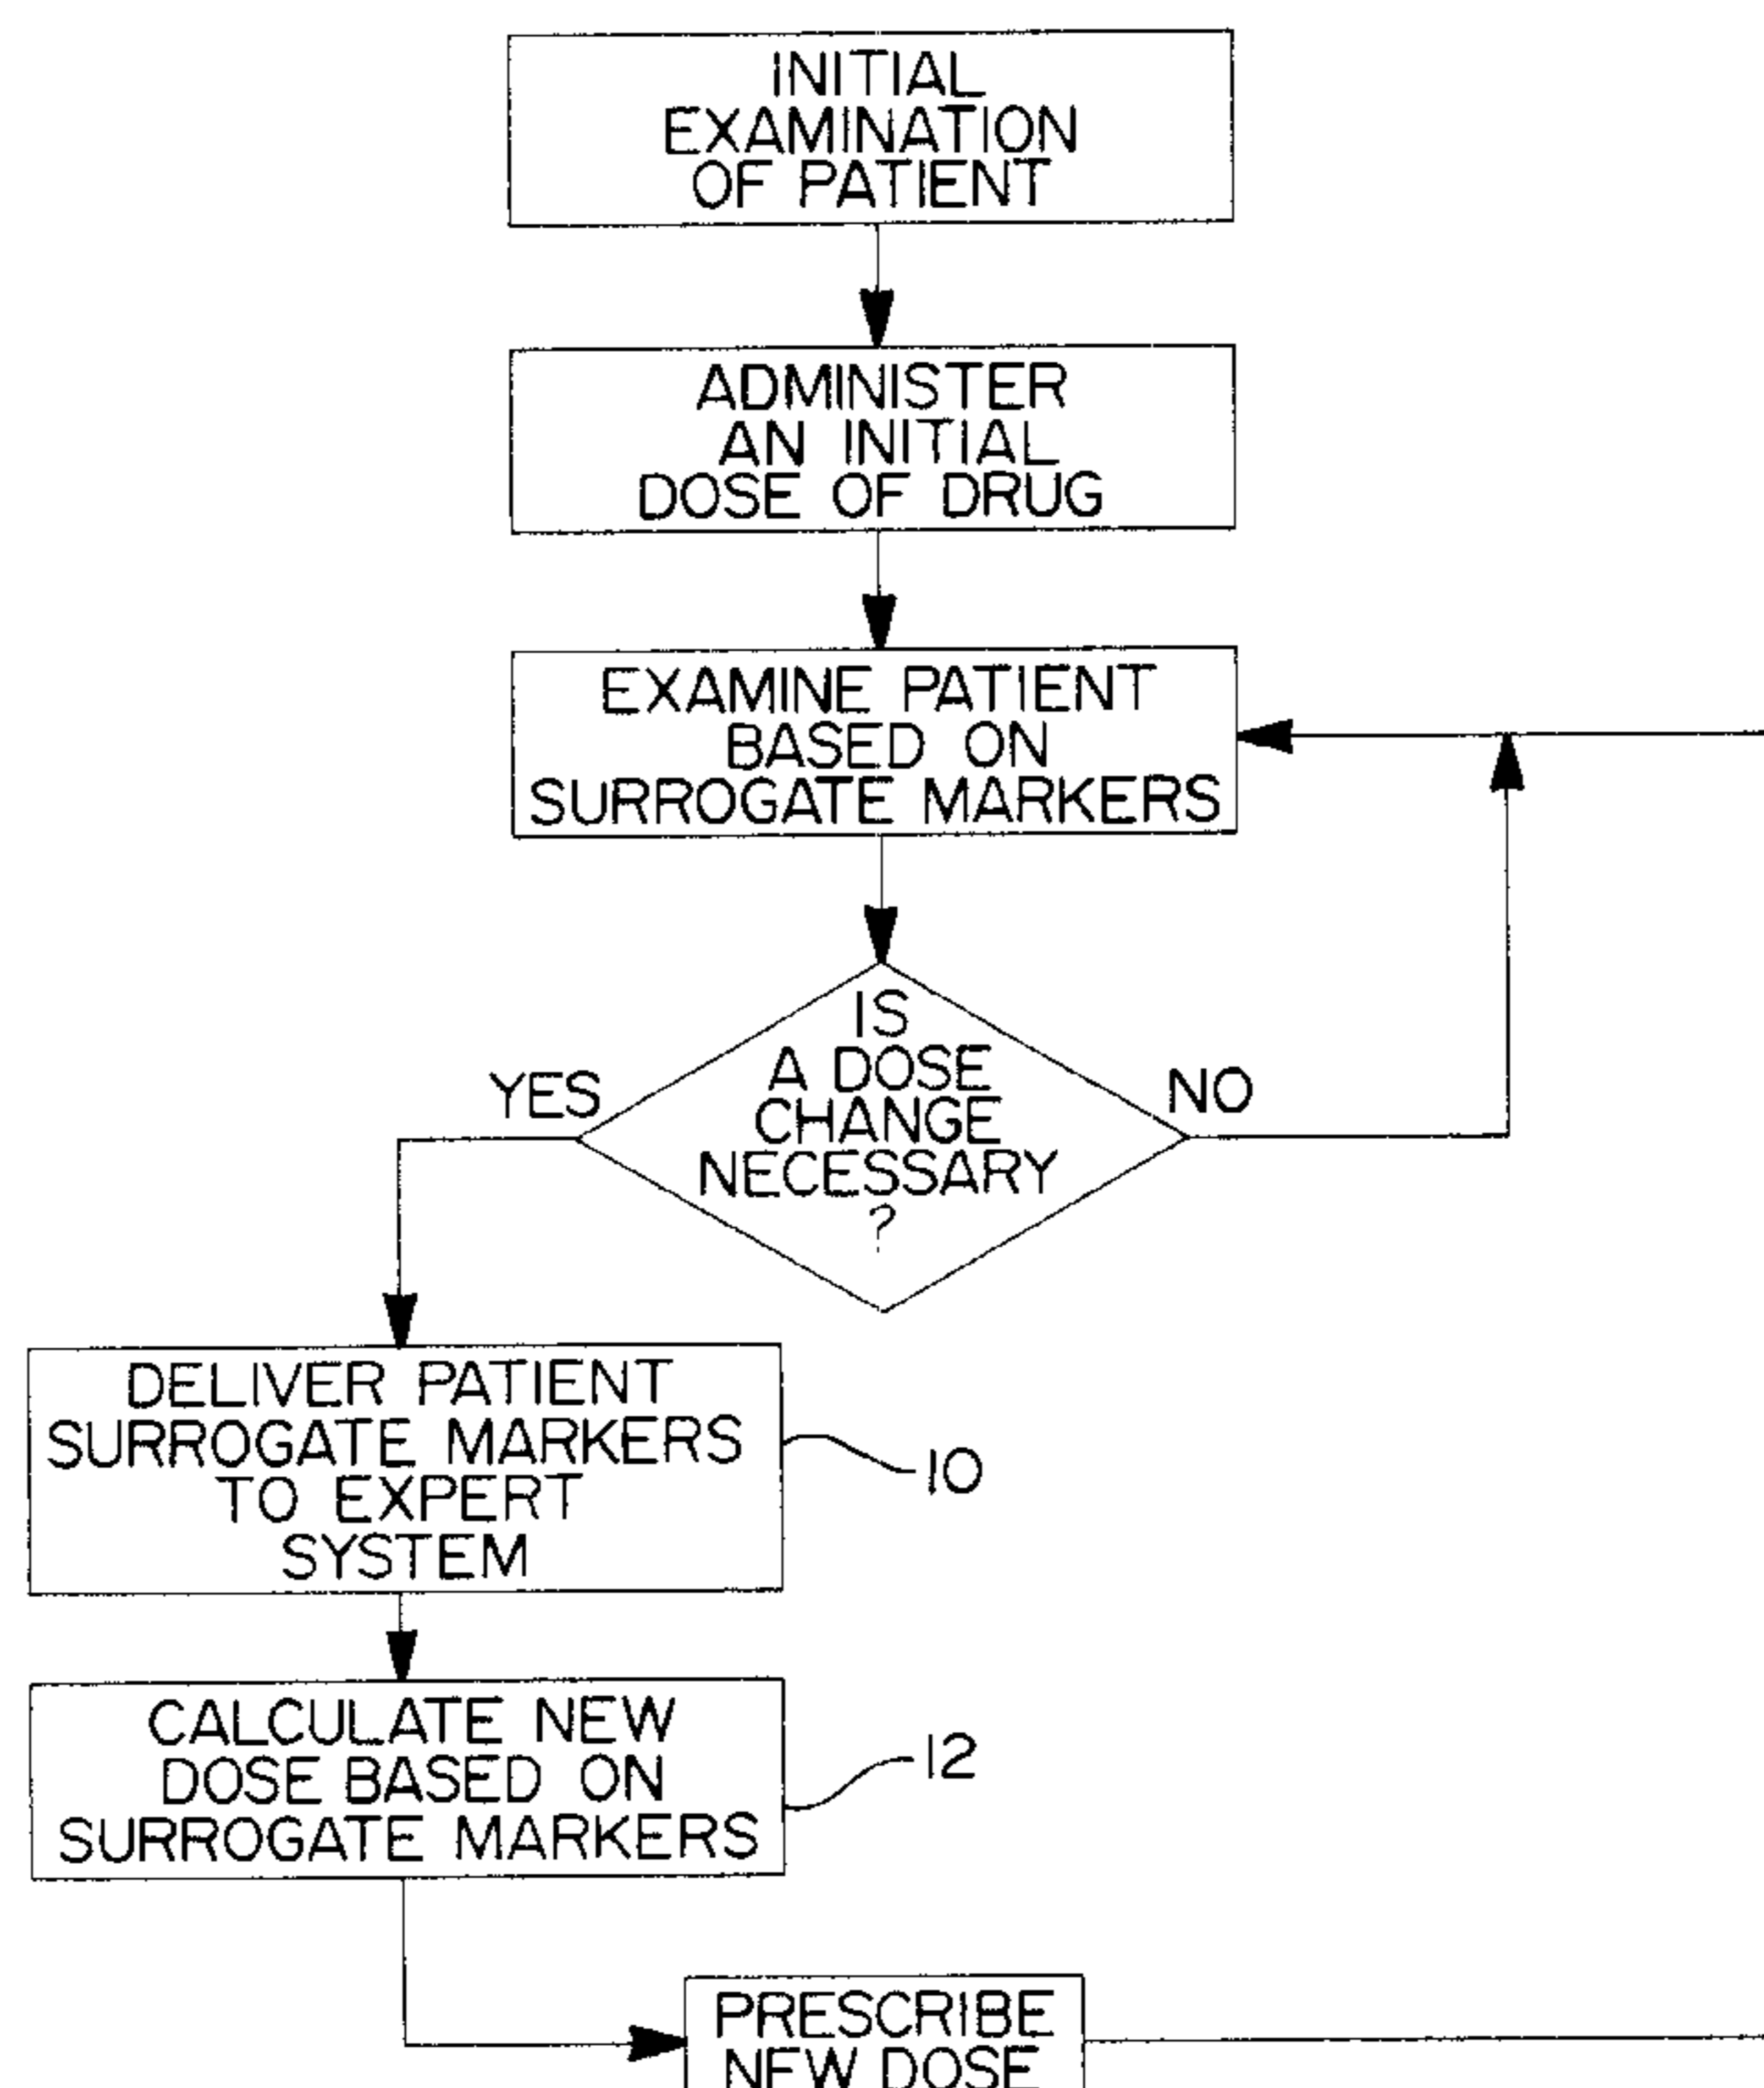 INITIAL
EXAMINATION
OF PATIENT
ADMINISTER
AN INITIAL
DOSE OF DRUG
EXAMINE PATIENT
BASED ON
SURROGATE MARKERS
IS
A DOSE
CHANGE
NECESSARY
?
YES
NO
DELIVER PATIENT
SURROGATE MARKERS
TO EXPERT
SYSTEM
10
CALCULATE NEW
DOSE BASED ON
SURROGATE MARKERS
12
PRESCRIBE
NEW DOSE